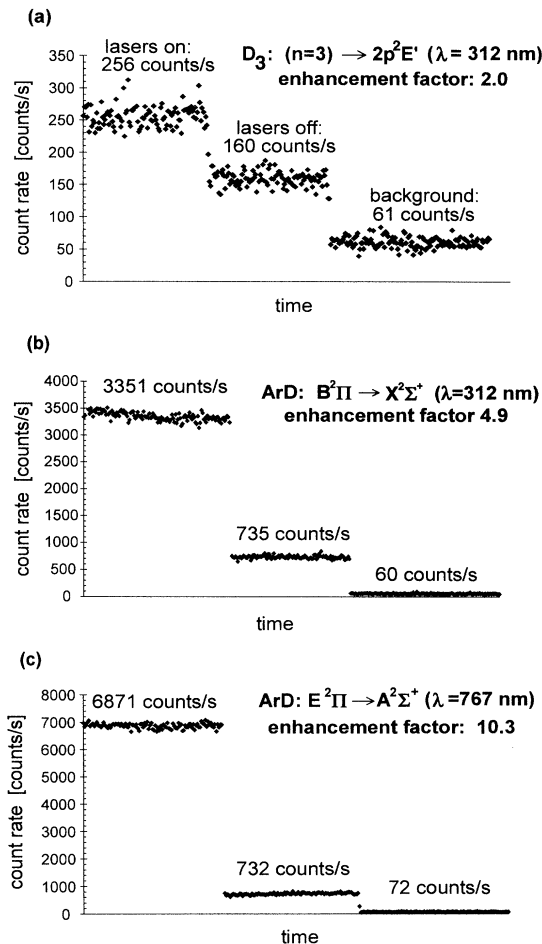 (a)
lasers on:
256 counts/s
D₃: (n=3) → 2p²E' (λ= 312 nm)
enhancement factor: 2.0
lasers off:
160 counts/s
background:
61 counts/s
count rate [counts/s]
350
300
250
200
150
100
50
0
time
(b)
3351 counts/s
ArD: B²Π → X²Σ⁺ (λ=312 nm)
enhancement factor 4.9
735 counts/s
60 counts/s
count rate [counts/s]
4000
3500
3000
2500
2000
1500
1000
500
0
time
(c)
6871 counts/s
ArD: E ²Π → A²Σ⁺ (λ =767 nm)
enhancement factor: 10.3
732 counts/s
72 counts/s
count rate [counts/s]
8000
7000
6000
5000
4000
3000
2000
1000
0
time